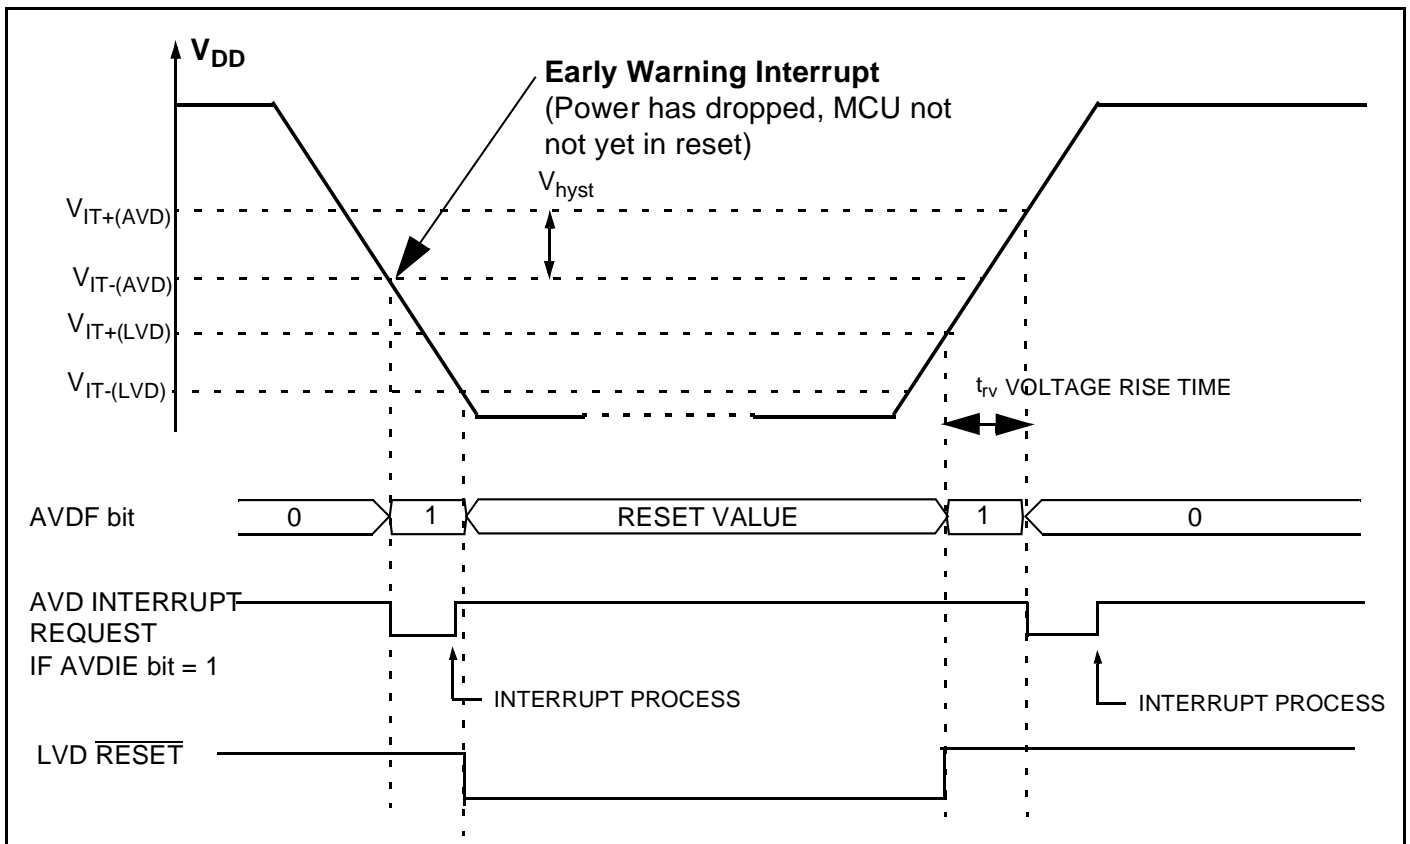 VDD
Early Warning Interrupt
(Power has dropped, MCU not
not yet in reset)
Vhyst
VIT+(AVD)
VIT-(AVD)
VIT+(LVD)
VIT-(LVD)
trv VOLTAGE RISE TIME
AVDF bit 0 1 RESET VALUE 1 0
AVD INTERRUPT
REQUEST
IF AVDIE bit = 1
INTERRUPT PROCESS
INTERRUPT PROCESS
LVD RESET